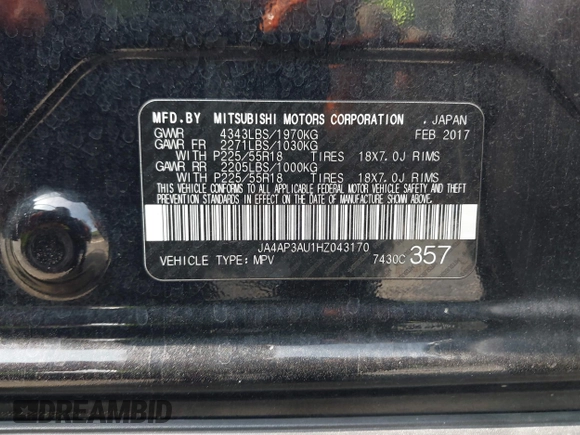 MFD.BY MITSUBISHI MOTORS CORPORATION . JAPAN
GVWR 4343LBS/1970KG FEB 2017
GAWR FR 2271LBS/1030KG
WITH P225/55R18 TIRES 18X7.0J RIMS
GAWR RR 2205LBS/1000KG
WITH P225/55R18 TIRES 18X7.0J RIMS
THIS VEHICLE CONFORMS TO ALL APPLICABLE FEDERAL MOTOR VEHICLE SAFETY AND THEFT
PREVENTION STANDARDS IN EFFECT ON THE DATE OF MANUFACTURE SHOWN ABOVE.
JA4AP3AU1HZ043170
VEHICLE TYPE: MPV 7430C 357
DREAMBID